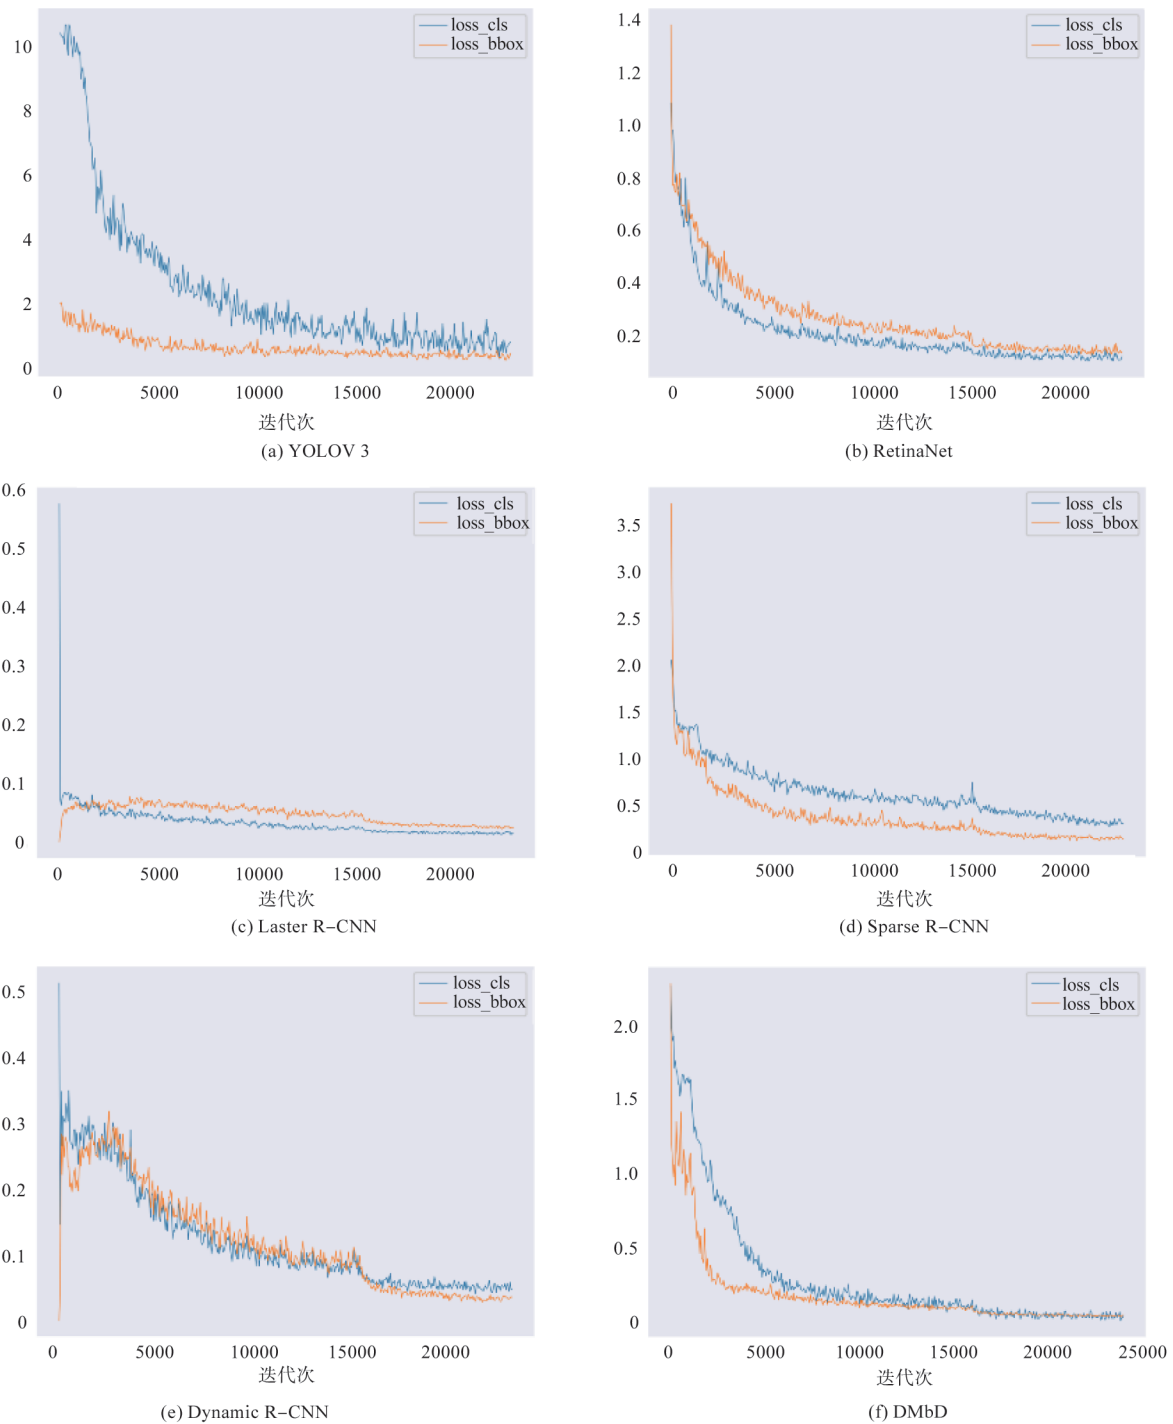 loss_cls
loss_bbox
10
8
6
4
2
0
0 5000 10000 15000 20000
迭代次
(a) YOLOV 3
loss_cls
loss_bbox
1.4
1.2
1.0
0.8
0.6
0.4
0.2
0 5000 10000 15000 20000
迭代次
(b) RetinaNet
loss_cls
loss_bbox
0.6
0.5
0.4
0.3
0.2
0.1
0
0 5000 10000 15000 20000
迭代次
(c) Laster R-CNN
loss_cls
loss_bbox
3.5
3.0
2.5
2.0
1.5
1.0
0.5
0
0 5000 10000 15000 20000
迭代次
(d) Sparse R-CNN
loss_cls
loss_bbox
0.5
0.4
0.3
0.2
0.1
0
0 5000 10000 15000 20000
迭代次
(e) Dynamic R-CNN
loss_cls
loss_bbox
2.0
1.5
1.0
0.5
0
0 5000 10000 15000 20000 25000
迭代次
(f) DMbD